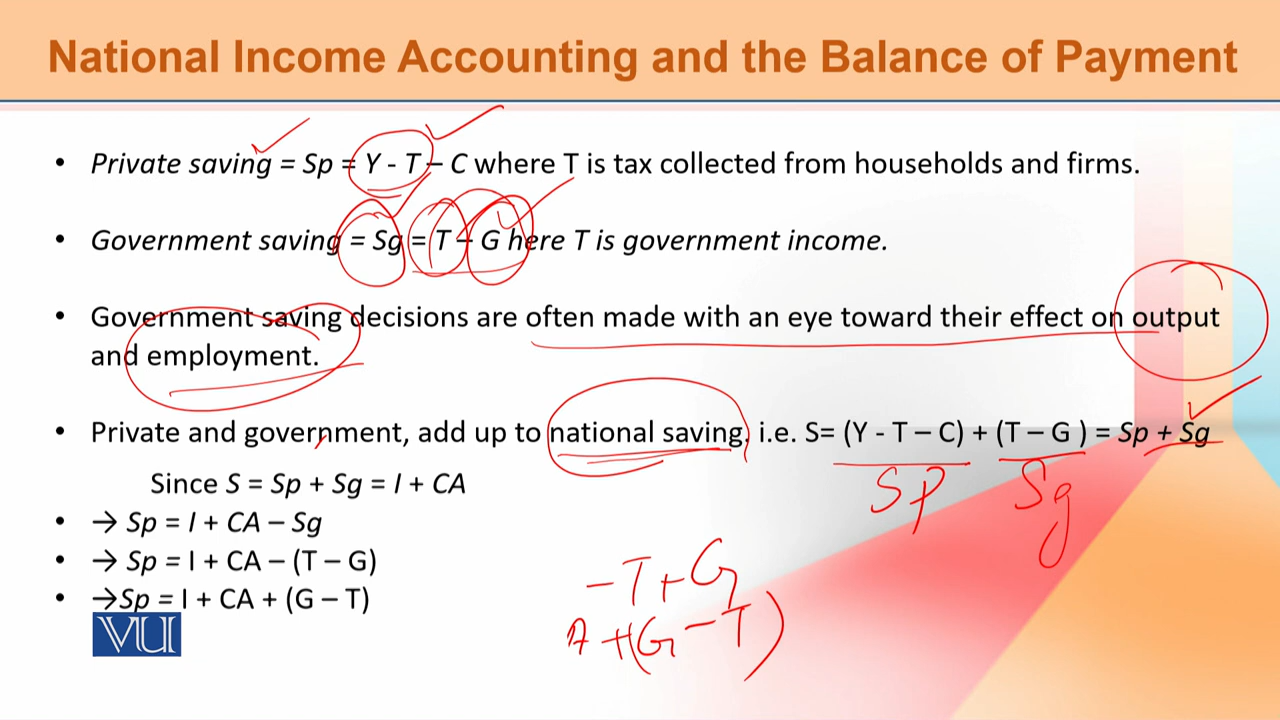 National Income Accounting and the Balance of Payment
• Private saving = Sp = Y - T – C where T is tax collected from households and firms.
• Government saving = Sg = T – G here T is government income.
• Government saving decisions are often made with an eye toward their effect on output
and employment.
• Private and government, add up to national saving, i.e. S= (Y - T – C) + (T – G ) = Sp + Sg
Sp Sg
Since S = Sp + Sg = I + CA
• → Sp = I + CA – Sg
• → Sp = I + CA – (T – G)
• →Sp = I + CA + (G – T)
– T + G
+ (G – T)
VU